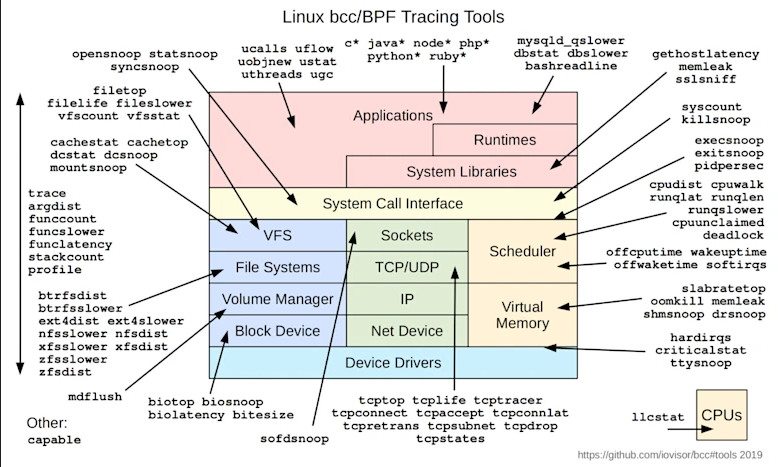 Linux bcc/BPF Tracing Tools
opensnoop statsnoop
syncsnoop
ucalls uflow
uobjnew ustat
uthreads ugc
c* java* node* php*
python* ruby*
mysqld_qslower
dbstat dbslower
bashreadline
gethostlatency
memleak
sslsniff
filetop
filelife fileslower
vfscount vfsstat
syscount
killsnoop
cachestat cachetop
dcstat dcsnoop
mountsnoop
execsnoop
exitsnoop
pidpersec
trace
argdist
funccount
funcslower
funclatency
stackcount
profile
cpudist cpuwalk
runqlat runqlen
runqslower
cpuunclaimed
deadlock
offcputime wakeuptime
offwaketime softirqs
btrfsdist
btrfsslower
ext4dist ext4slower
nfsslower nfsdist
xfsslower xfsdist
zfsslower
zfsdist
slabratetop
oomkill memleak
shmsnoop drsnoop
hardirqs
criticalstat
ttysnoop
Applications
Runtimes
System Libraries
System Call Interface
VFS
Sockets
Scheduler
File Systems
TCP/UDP
Volume Manager
IP
Virtual
Memory
Block Device
Net Device
Device Drivers
mdflush
biotop biosnoop
biolatency bitesize
sofdsnoop
tcptop tcplife tcptracer
tcpconnect tcpaccept tcpconnlat
tcpretrans tcpsubnet tcpdrop
tcpstates
Other:
capable
llcstat
CPUs
https://github.com/iovisor/bcc#tools 2019